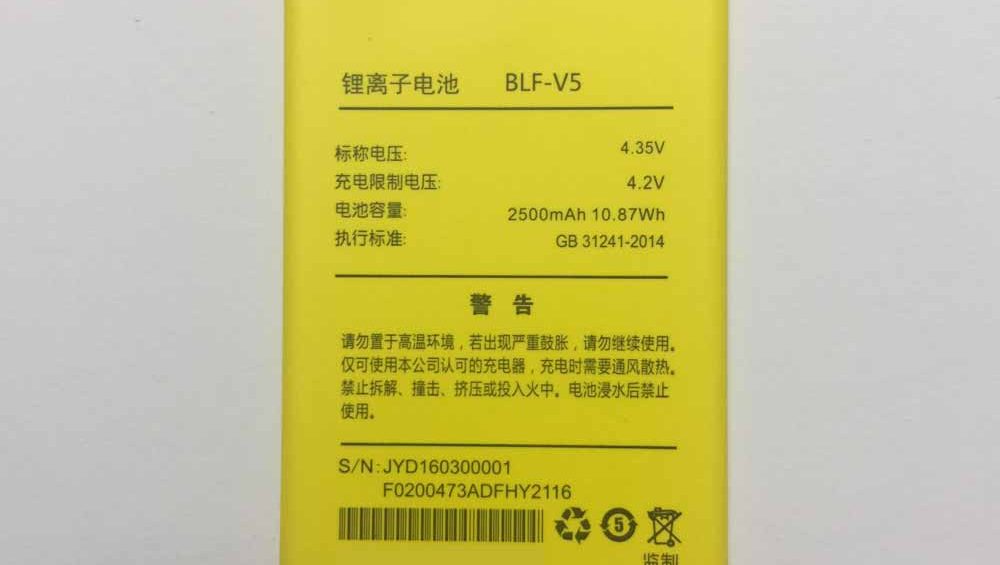 锂离子电池 BLF-V5
标称电压: 4.35V
充电限制电压: 4.2V
电池容量: 2500mAh 10.87Wh
执行标准: GB 31241-2014
警 告
请勿置于高温环境，若出现严重鼓胀，请勿继续使用。
仅可使用本公司认可的充电器，充电时需要通风散热。
禁止拆解、撞击、挤压或投入火中。电池浸水后禁止
使用。
S/N:JYD160300001
F0200473ADFHY2116
5
监制